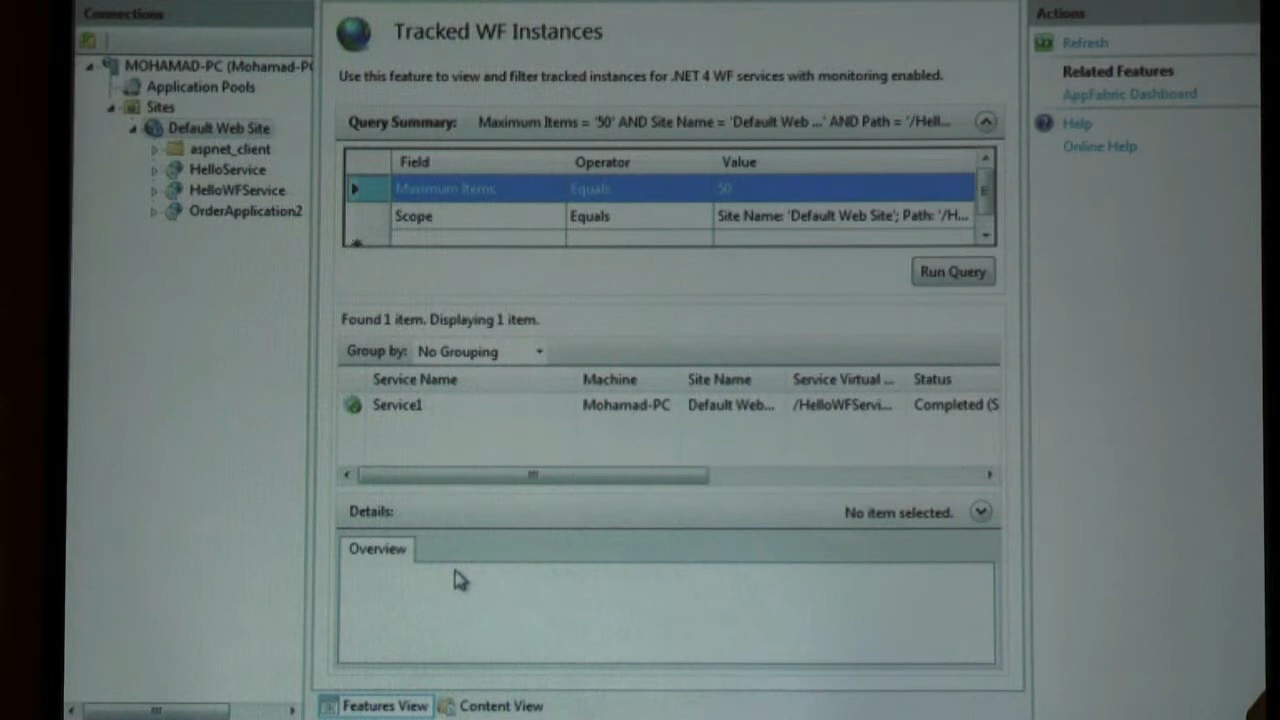 Connections
MOHAMAD-PC (Mohamad-PC
Application Pools
Sites
Default Web Site
aspnet_client
HelloService
HelloWFService
OrderApplication2
Tracked WF Instances
Use this feature to view and filter tracked instances for .NET 4 WF services with monitoring enabled.
Query Summary: Maximum Items = '50' AND Site Name = 'Default Web ...' AND Path = '/Hell...
Field Operator Value
Maximum Items Equals 50
Scope Equals Site Name: 'Default Web Site'; Path: '/H...
Run Query
Found 1 item. Displaying 1 item.
Group by: No Grouping
Service Name Machine Site Name Service Virtual ... Status
Service1 Mohamad-PC Default Web... /HelloWFServi... Completed (S
Details: No item selected.
Overview
Features View Content View
Actions
Refresh
Related Features
AppFabric Dashboard
Help
Online Help